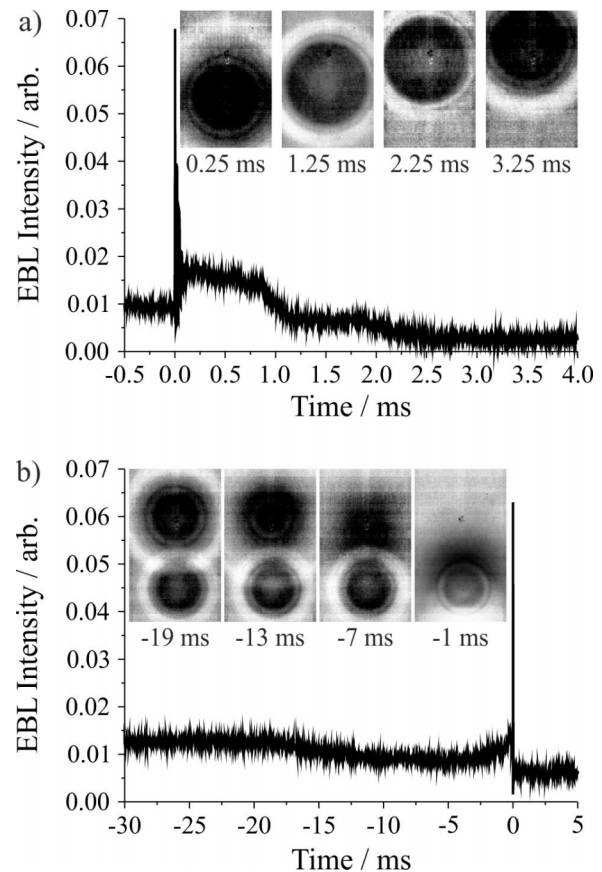 a)
0.07
0.06
0.05
0.04
0.03
0.02
0.01
0.00
EBL Intensity / arb.
0.25 ms 1.25 ms 2.25 ms 3.25 ms
-0.5 0.0 0.5 1.0 1.5 2.0 2.5 3.0 3.5 4.0
Time / ms
b)
0.07
0.06
0.05
0.04
0.03
0.02
0.01
0.00
EBL Intensity / arb.
-19 ms -13 ms -7 ms -1 ms
-30 -25 -20 -15 -10 -5 0 5
Time / ms